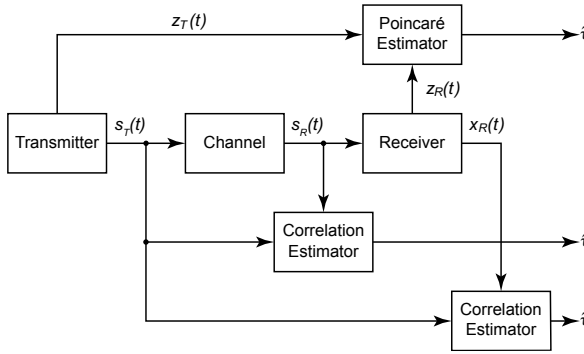 z_T(t)
Poincaré
Estimator
z_R(t)
s_T(t)
s_R(t)
x_R(t)
Transmitter
Channel
Receiver
Correlation
Estimator
Correlation
Estimator